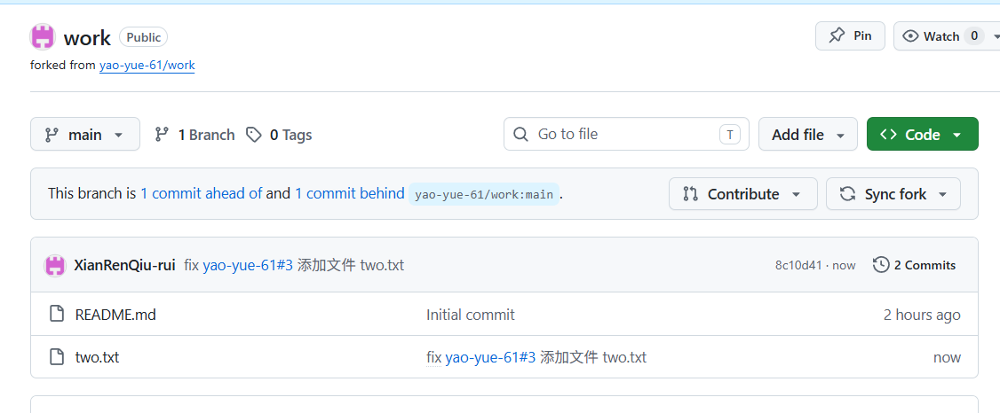 work Public Pin Watch 0
forked from yao-yue-61/work
main 1 Branch 0 Tags Go to file T Add file Code
This branch is 1 commit ahead of and 1 commit behind yao-yue-61/work:main. Contribute Sync fork
XianRenQiu-rui fix yao-yue-61#3 添加文件 two.txt 8c10d41 · now 2 Commits
README.md Initial commit 2 hours ago
two.txt fix yao-yue-61#3 添加文件 two.txt now